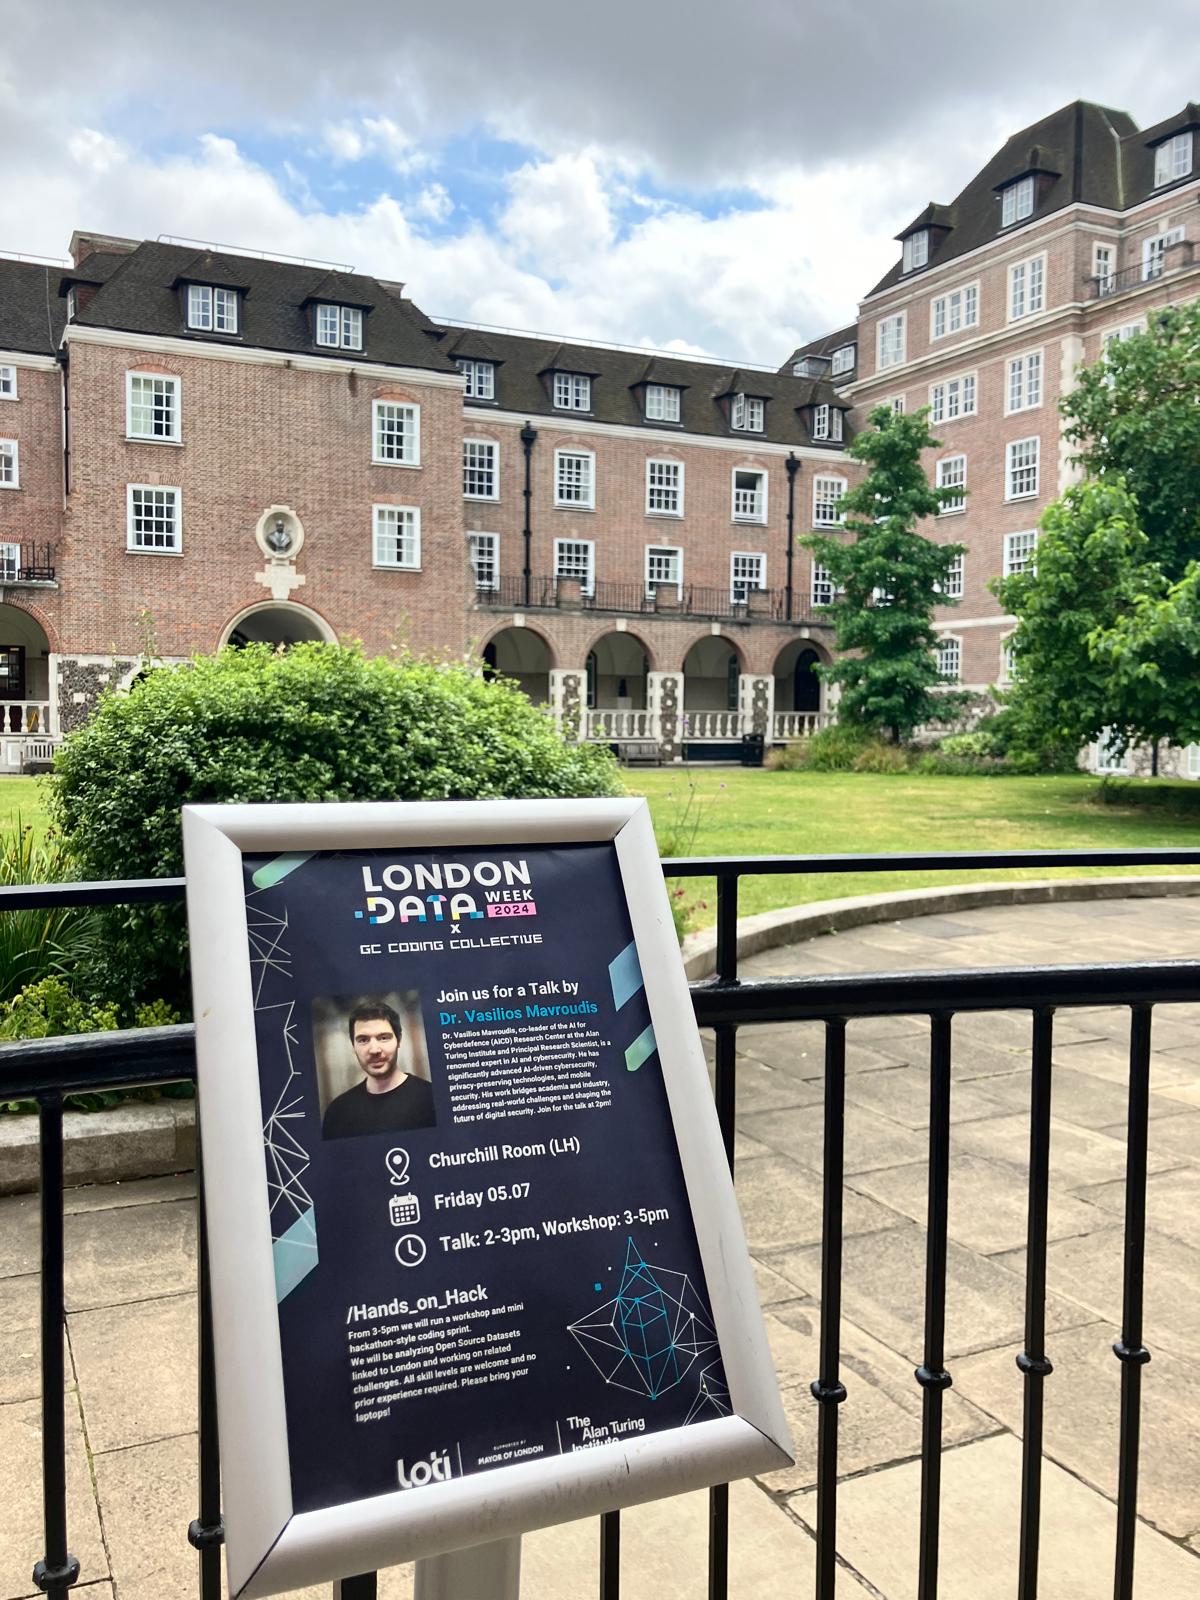 LONDON
DATA WEEK
2024
x
GC CODING COLLECTIVE
Join us for a Talk by
Dr. Vasilios Mavroudis
Dr. Vasilios Mavroudis, co-leader of the AI for
Cyberdefence (AICD) Research Center at the Alan
Turing Institute and Principal Research Scientist, is a
renowned expert in AI and cybersecurity. He has
significantly advanced AI-driven cybersecurity,
privacy-preserving technologies, and mobile
security. His work bridges academia and industry,
addressing real-world challenges and shaping the
future of digital security. Join for the talk at 2pm!
Churchill Room (LH)
Friday 05.07
Talk: 2-3pm, Workshop: 3-5pm
/Hands_on_Hack
From 3-5pm we will run a workshop and mini
hackathon-style coding sprint.
We will be analyzing Open Source Datasets
linked to London and working on related
challenges. All skill levels are welcome and no
prior experience required. Please bring your
laptops!
loti
SUPPORTED BY
MAYOR OF LONDON
The
Alan Turing
Institute